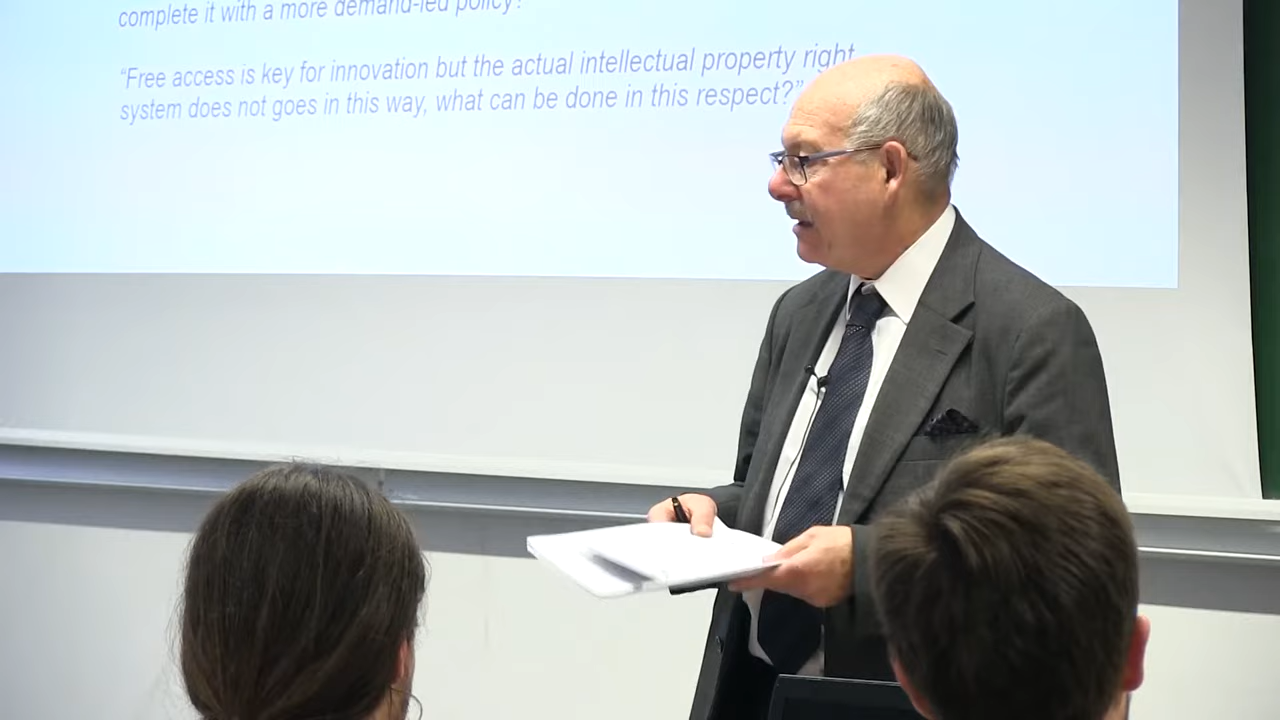 complete it with a more demand-led policy?
“Free access is key for innovation but the actual intellectual property right
system does not goes in this way, what can be done in this respect?”